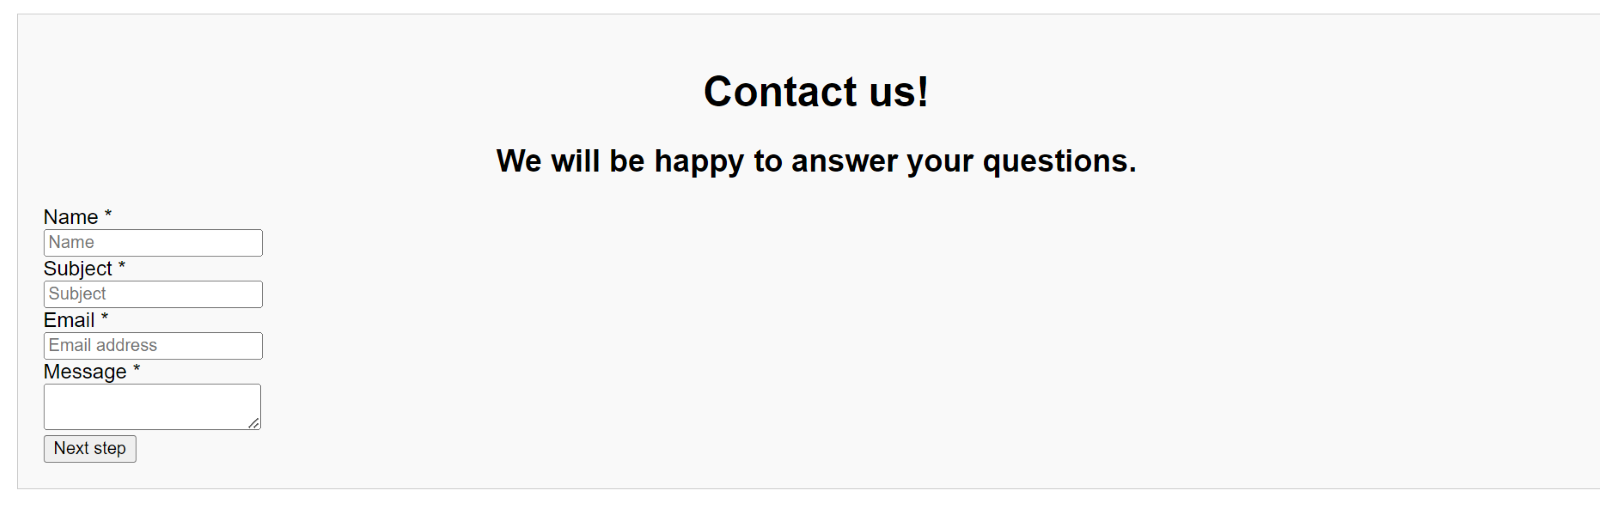 Contact us!
We will be happy to answer your questions.
Name *
Name
Subject *
Subject
Email *
Email address
Message *
Next step